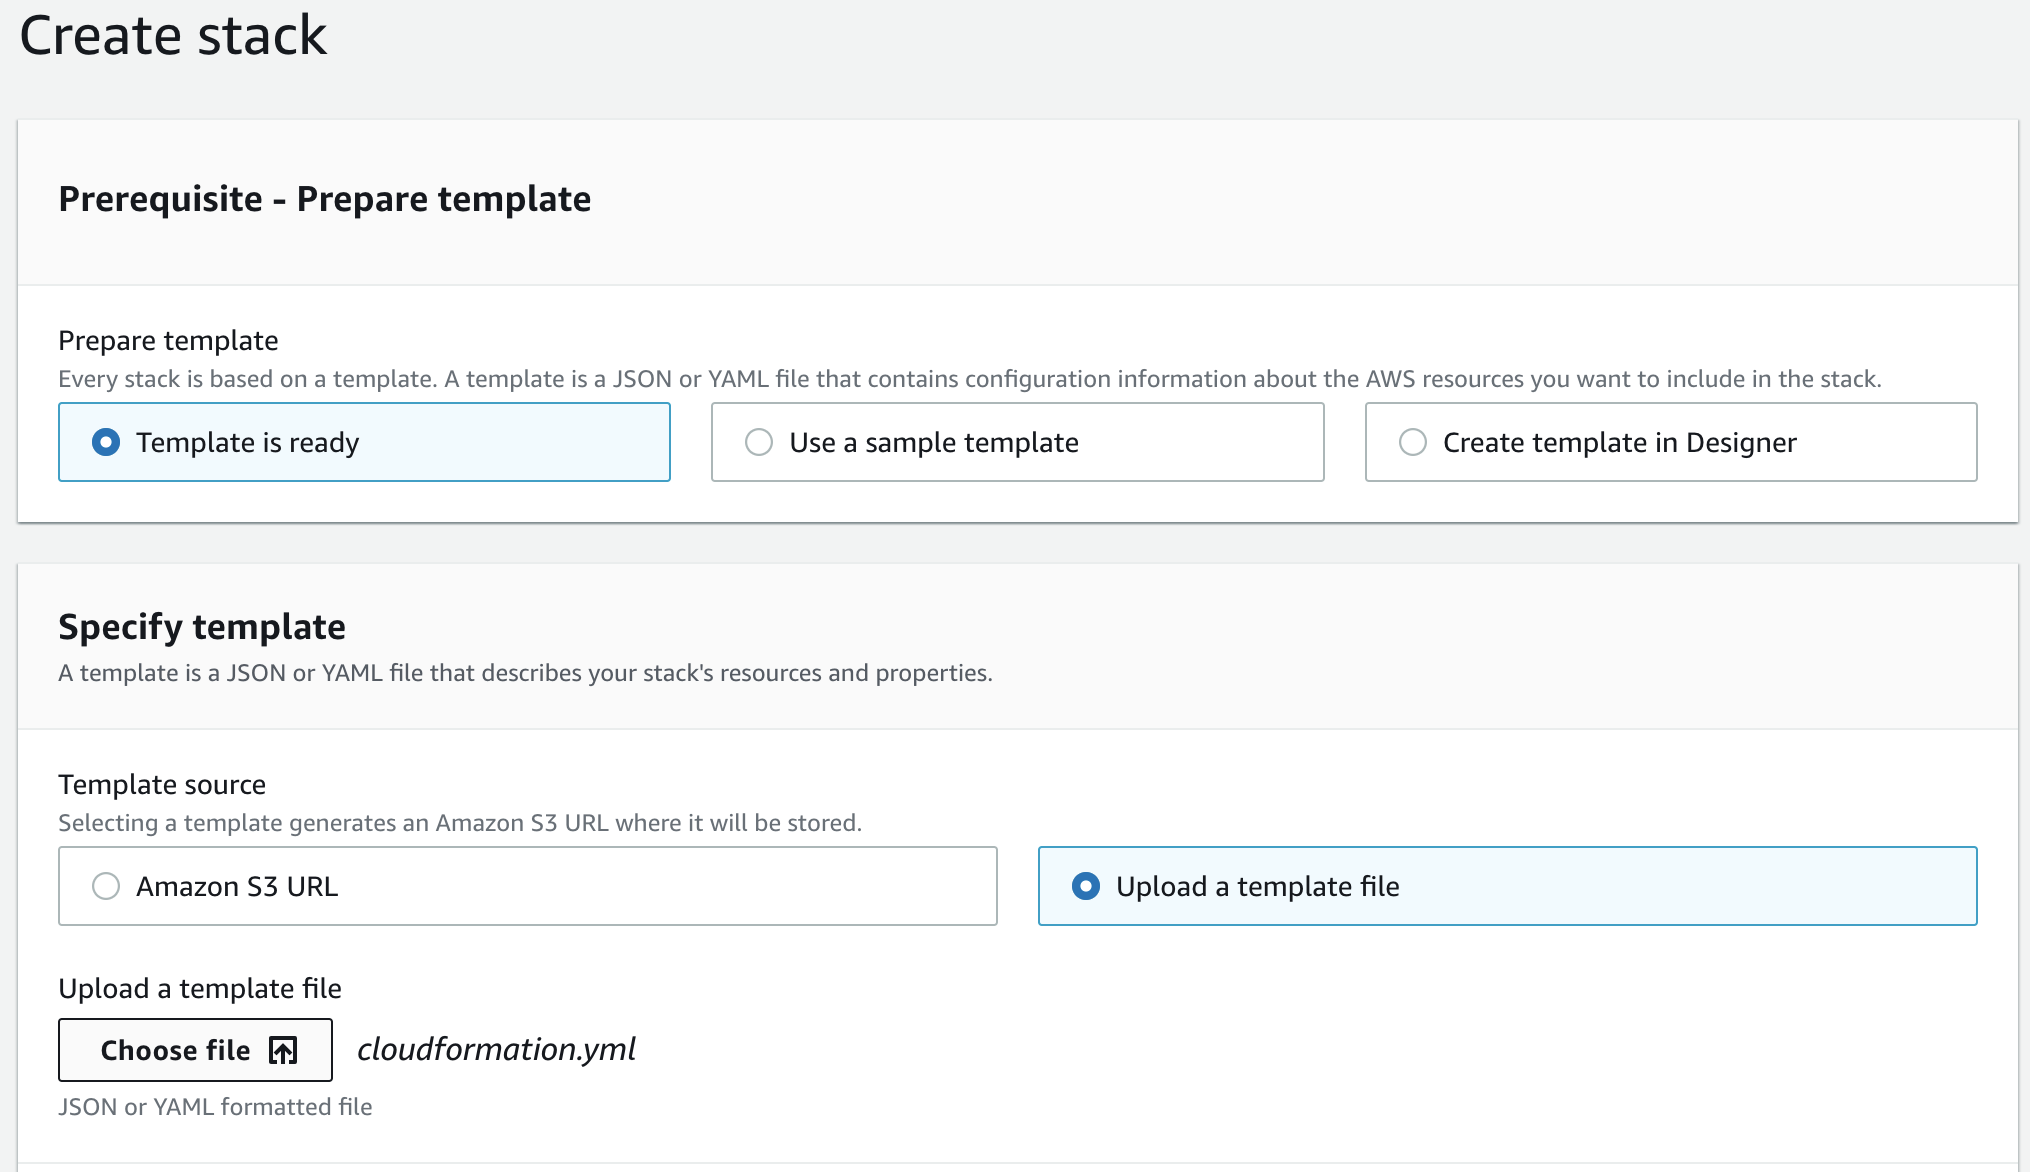 Create stack
Prerequisite - Prepare template
Prepare template
Every stack is based on a template. A template is a JSON or YAML file that contains configuration information about the AWS resources you want to include in the stack.
Template is ready
Use a sample template
Create template in Designer
Specify template
A template is a JSON or YAML file that describes your stack's resources and properties.
Template source
Selecting a template generates an Amazon S3 URL where it will be stored.
Amazon S3 URL
Upload a template file
Upload a template file
Choose file
cloudformation.yml
JSON or YAML formatted file